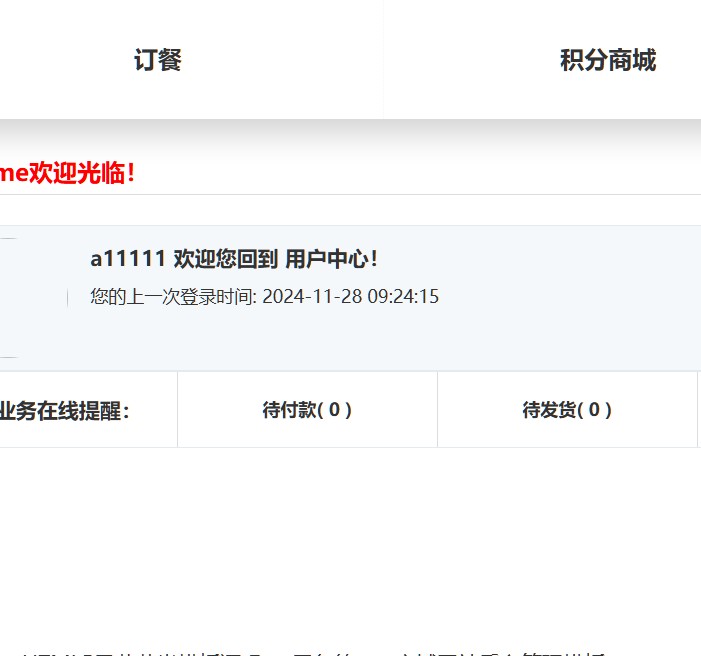 订餐 积分商城
me欢迎光临！
a11111 欢迎您回到 用户中心！
您的上一次登录时间: 2024-11-28 09:24:15
业务在线提醒： 待付款( 0 ) 待发货( 0 )